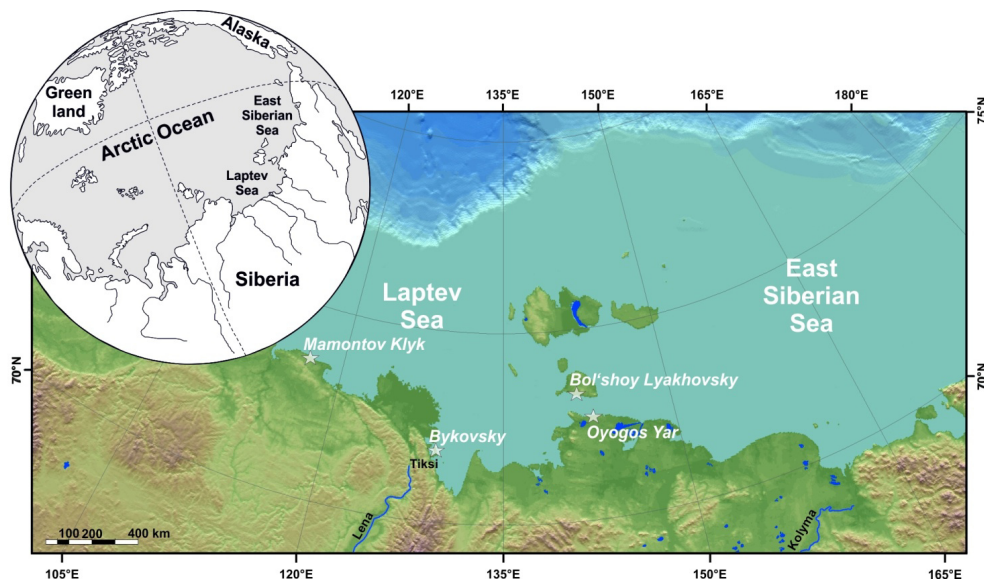 Alaska
Green
land
East
Siberian
Sea
Arctic Ocean
Laptev
Sea
Siberia
120°E 135°E 150°E 165°E 180°E
75°N
Laptev
Sea
East
Siberian
Sea
Mamontov Klyk
70°N
70°N
Bol‘shoy Lyakhovsky
Oyogos Yar
Bykovsky
Tiksi
Lena
Kolyma
100 200 400 km
105°E 120°E 135°E 150°E 165°E